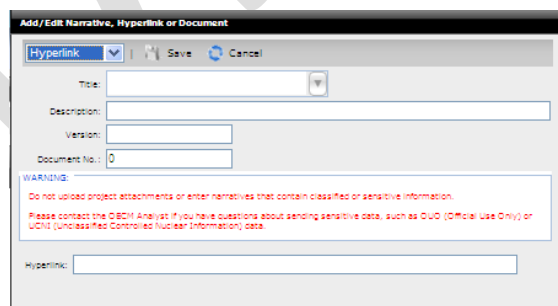 Add/Edit Narrative, Hyperlink or Document
Hyperlink | Save Cancel
Title:
Description:
Version:
Document No.: 0
WARNING:
Do not upload project attachments or enter narratives that contain classified or sensitive information.
Please contact the OECM Analyst if you have questions about sending sensitive data, such as OUO (Official Use Only) or
UCNI (Unclassified Controlled Nuclear Information) data.
Hyperlink: